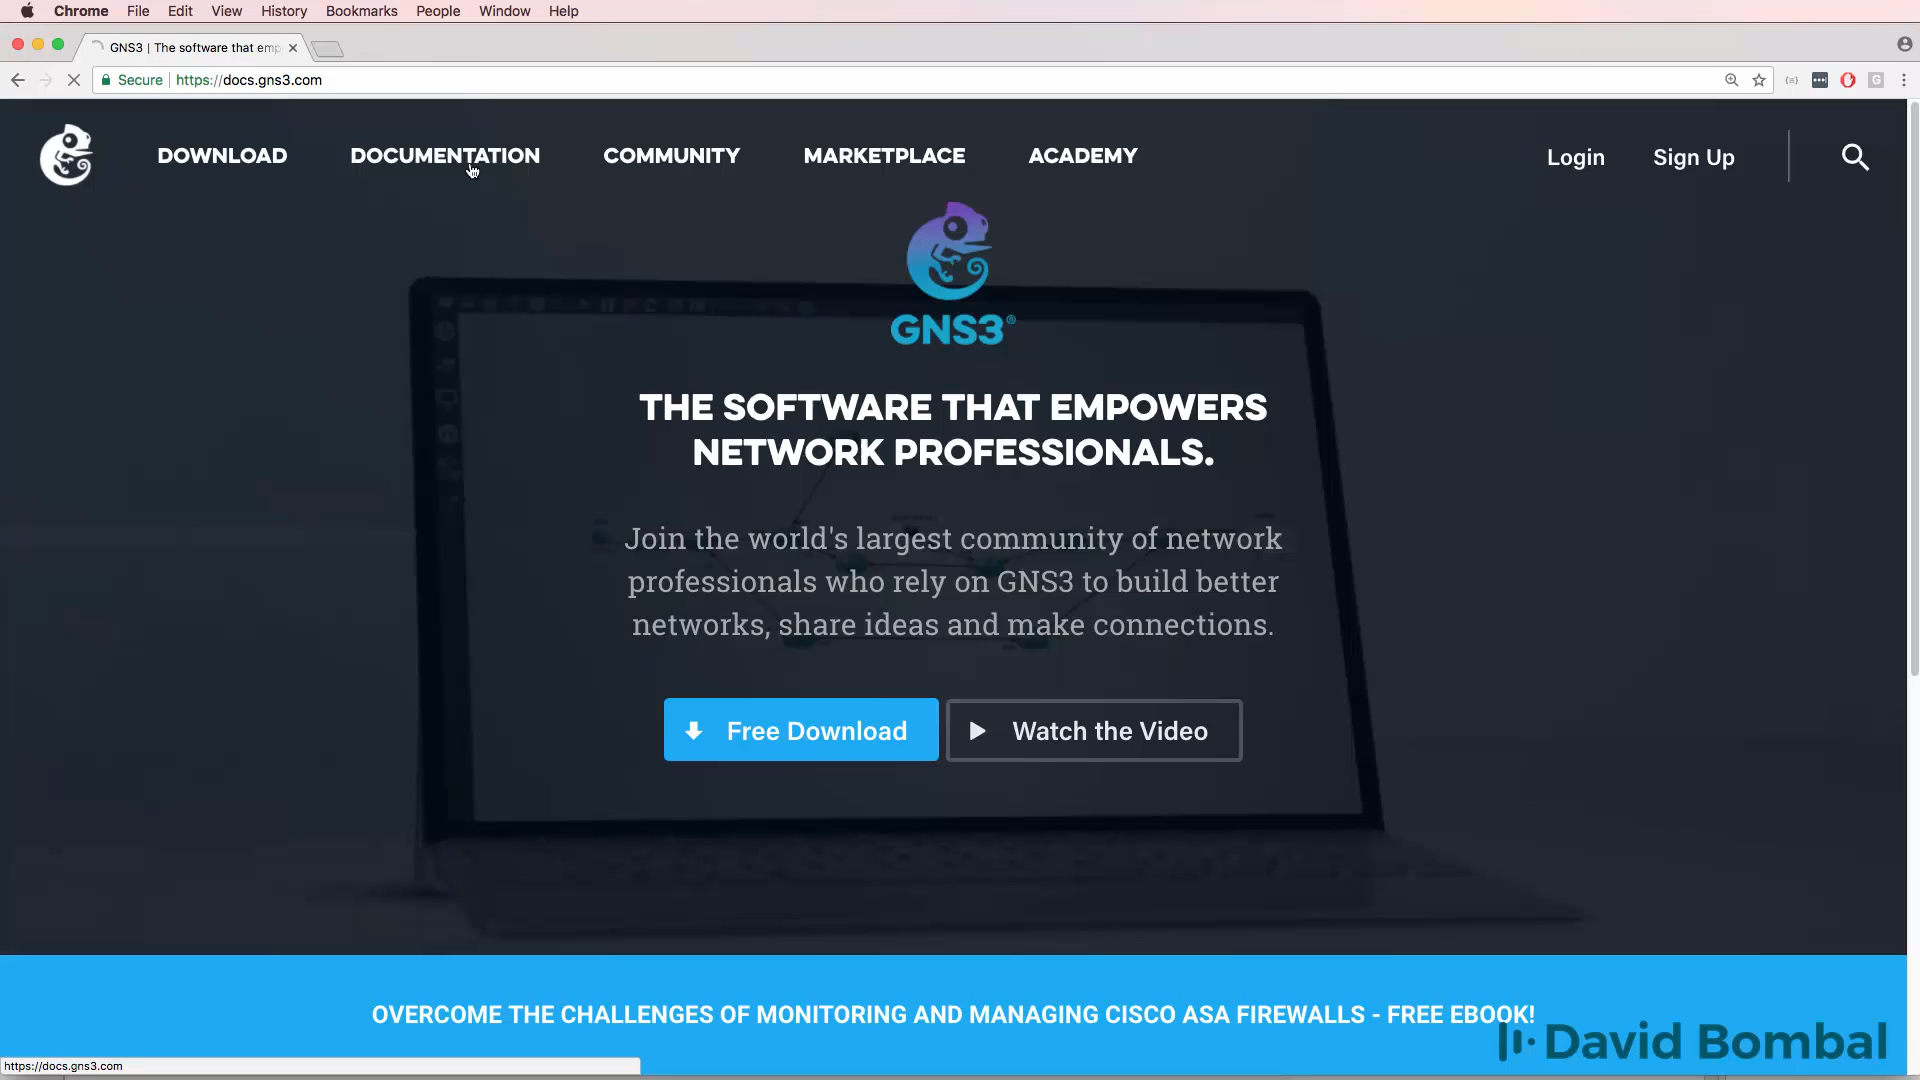 Chrome File Edit View History Bookmarks People Window Help
GNS3 | The software that emp
Secure https://docs.gns3.com
DOWNLOAD DOCUMENTATION COMMUNITY MARKETPLACE ACADEMY Login Sign Up
GNS3®
THE SOFTWARE THAT EMPOWERS
NETWORK PROFESSIONALS.
Join the world's largest community of network
professionals who rely on GNS3 to build better
networks, share ideas and make connections.
Free Download Watch the Video
OVERCOME THE CHALLENGES OF MONITORING AND MANAGING CISCO ASA FIREWALLS - FREE EBOOK!
David Bombal
https://docs.gns3.com